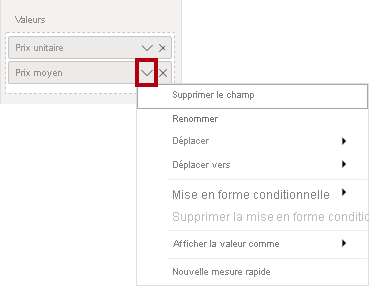 Valeurs
Prix unitaire
Prix moyen
Supprimer le champ
Renommer
Déplacer
Déplacer vers
Mise en forme conditionnelle
Supprimer la mise en forme conditio
Afficher la valeur comme
Nouvelle mesure rapide